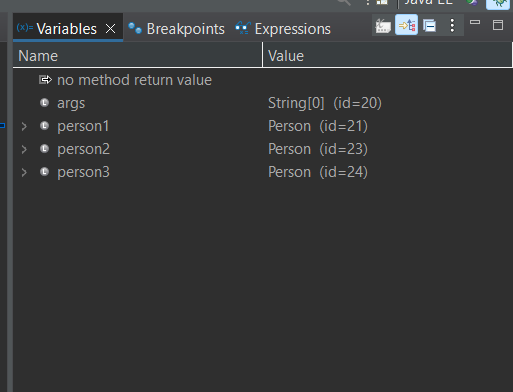 Java EE
(x)= Variables Breakpoints Expressions
Name Value
no method return value
args String[0] (id=20)
person1 Person (id=21)
person2 Person (id=23)
person3 Person (id=24)